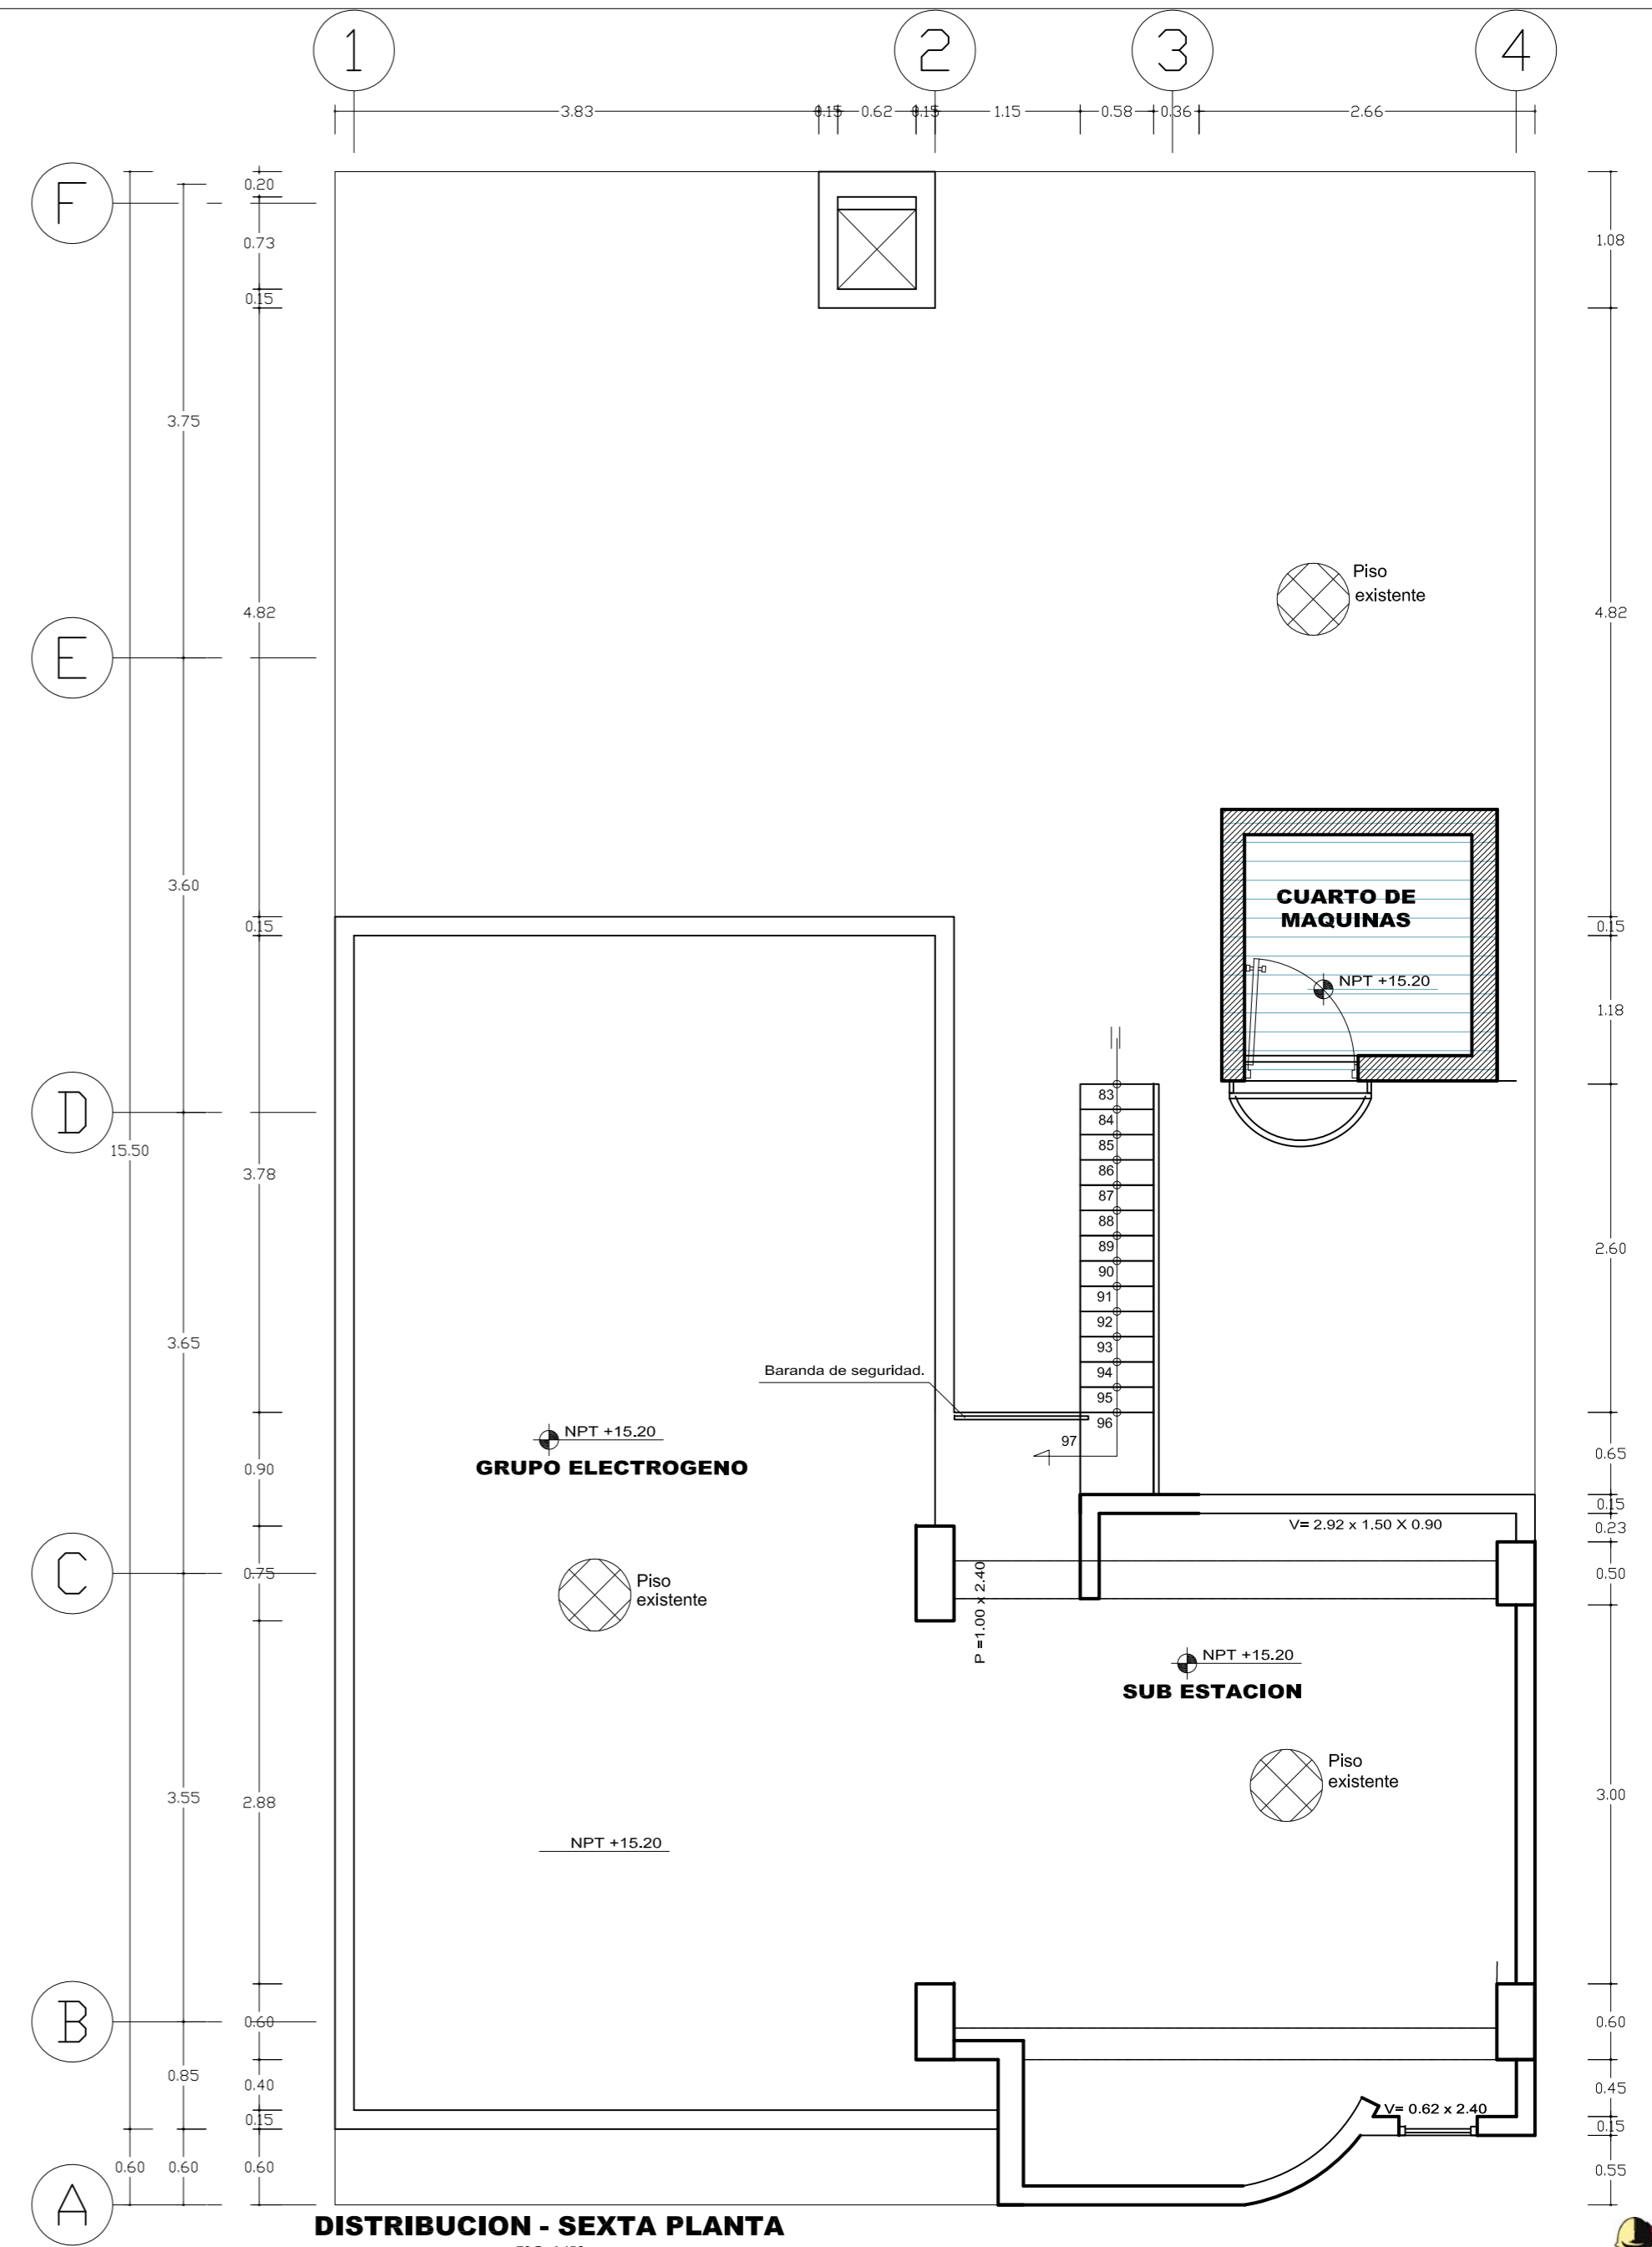 1 2 3 4
3.83 0.15 0.62 0.15 1.15 0.58 0.36 2.66
F
0.20
0.73
0.15
1.08
3.75
Piso
existente
4.82
4.82
E
3.60
0.15
CUARTO DE
MAQUINAS
0.15
NPT +15.20
1.18
D
15.50
3.78
83
84
85
86
87
88
89
90
91
92
93
94
95
96
97
2.60
3.65
Baranda de seguridad.
NPT +15.20
GRUPO ELECTROGENO
0.90
0.65
0.15
0.23
V= 2.92 x 1.50 X 0.90
C
0.75
0.50
Piso
existente
P =1.00 x 2.40
NPT +15.20
SUB ESTACION
Piso
existente
3.55
2.88
3.00
NPT +15.20
B
0.60
0.60
0.85
0.40
0.45
0.15
V= 0.62 x 2.40
0.15
0.60 0.60 0.60
0.55
A
DISTRIBUCION - SEXTA PLANTA